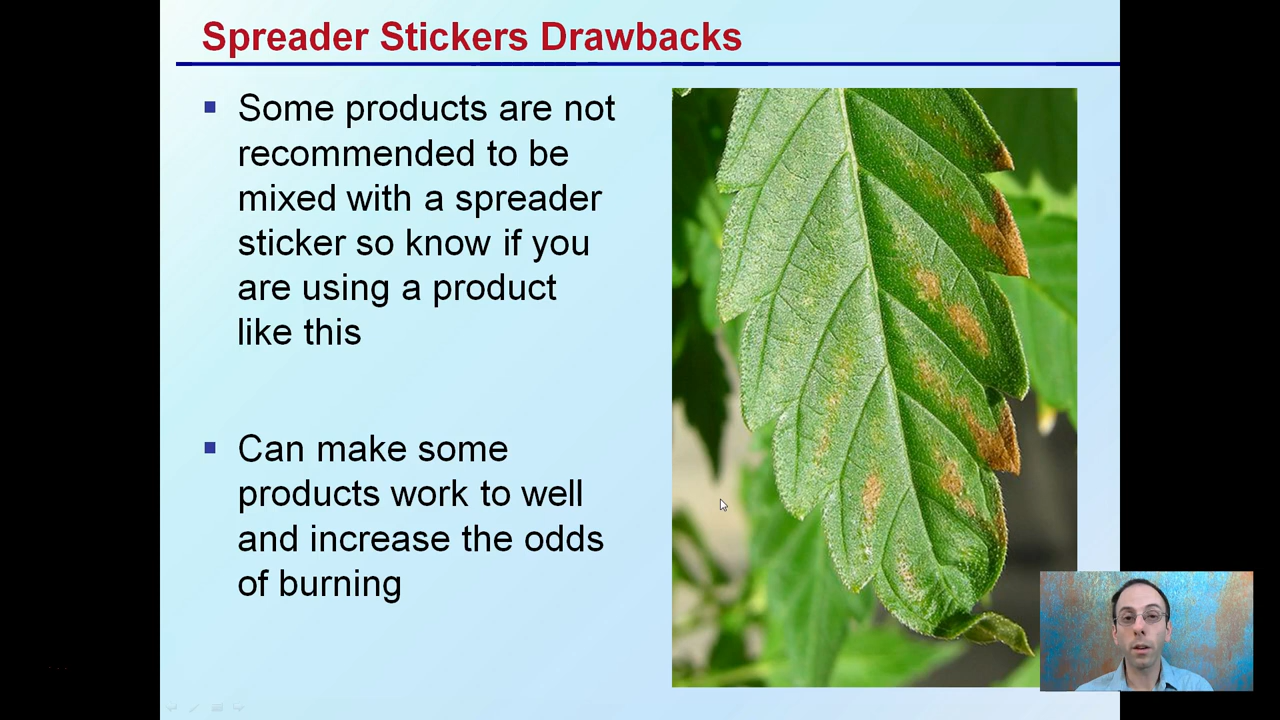 Spreader Stickers Drawbacks
Some products are not
recommended to be
mixed with a spreader
sticker so know if you
are using a product
like this
Can make some
products work to well
and increase the odds
of burning